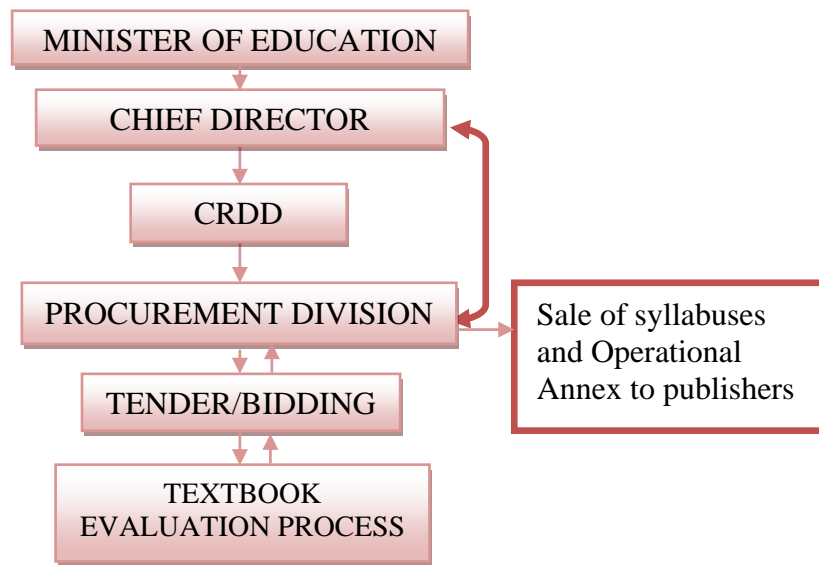 MINISTER OF EDUCATION
CHIEF DIRECTOR
CRDD
PROCUREMENT DIVISION
Sale of syllabuses
and Operational
Annex to publishers
TENDER/BIDDING
TEXTBOOK
EVALUATION PROCESS